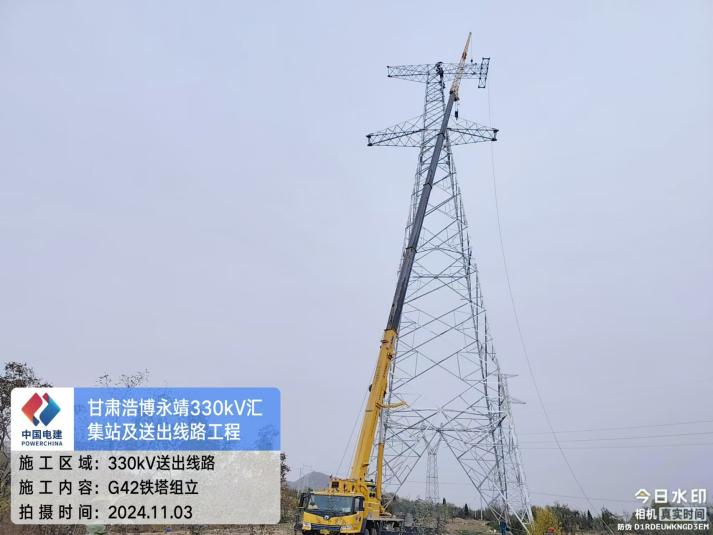 甘肃浩博永靖330kV汇
集站及送出线路工程
中国电建
POWERCHINA
施工区域：330kV送出线路
施工内容：G42铁塔组立
拍摄时间：2024.11.03
今日水印
相机 真实时间
防伪 D1RDEUWKNGD3EM